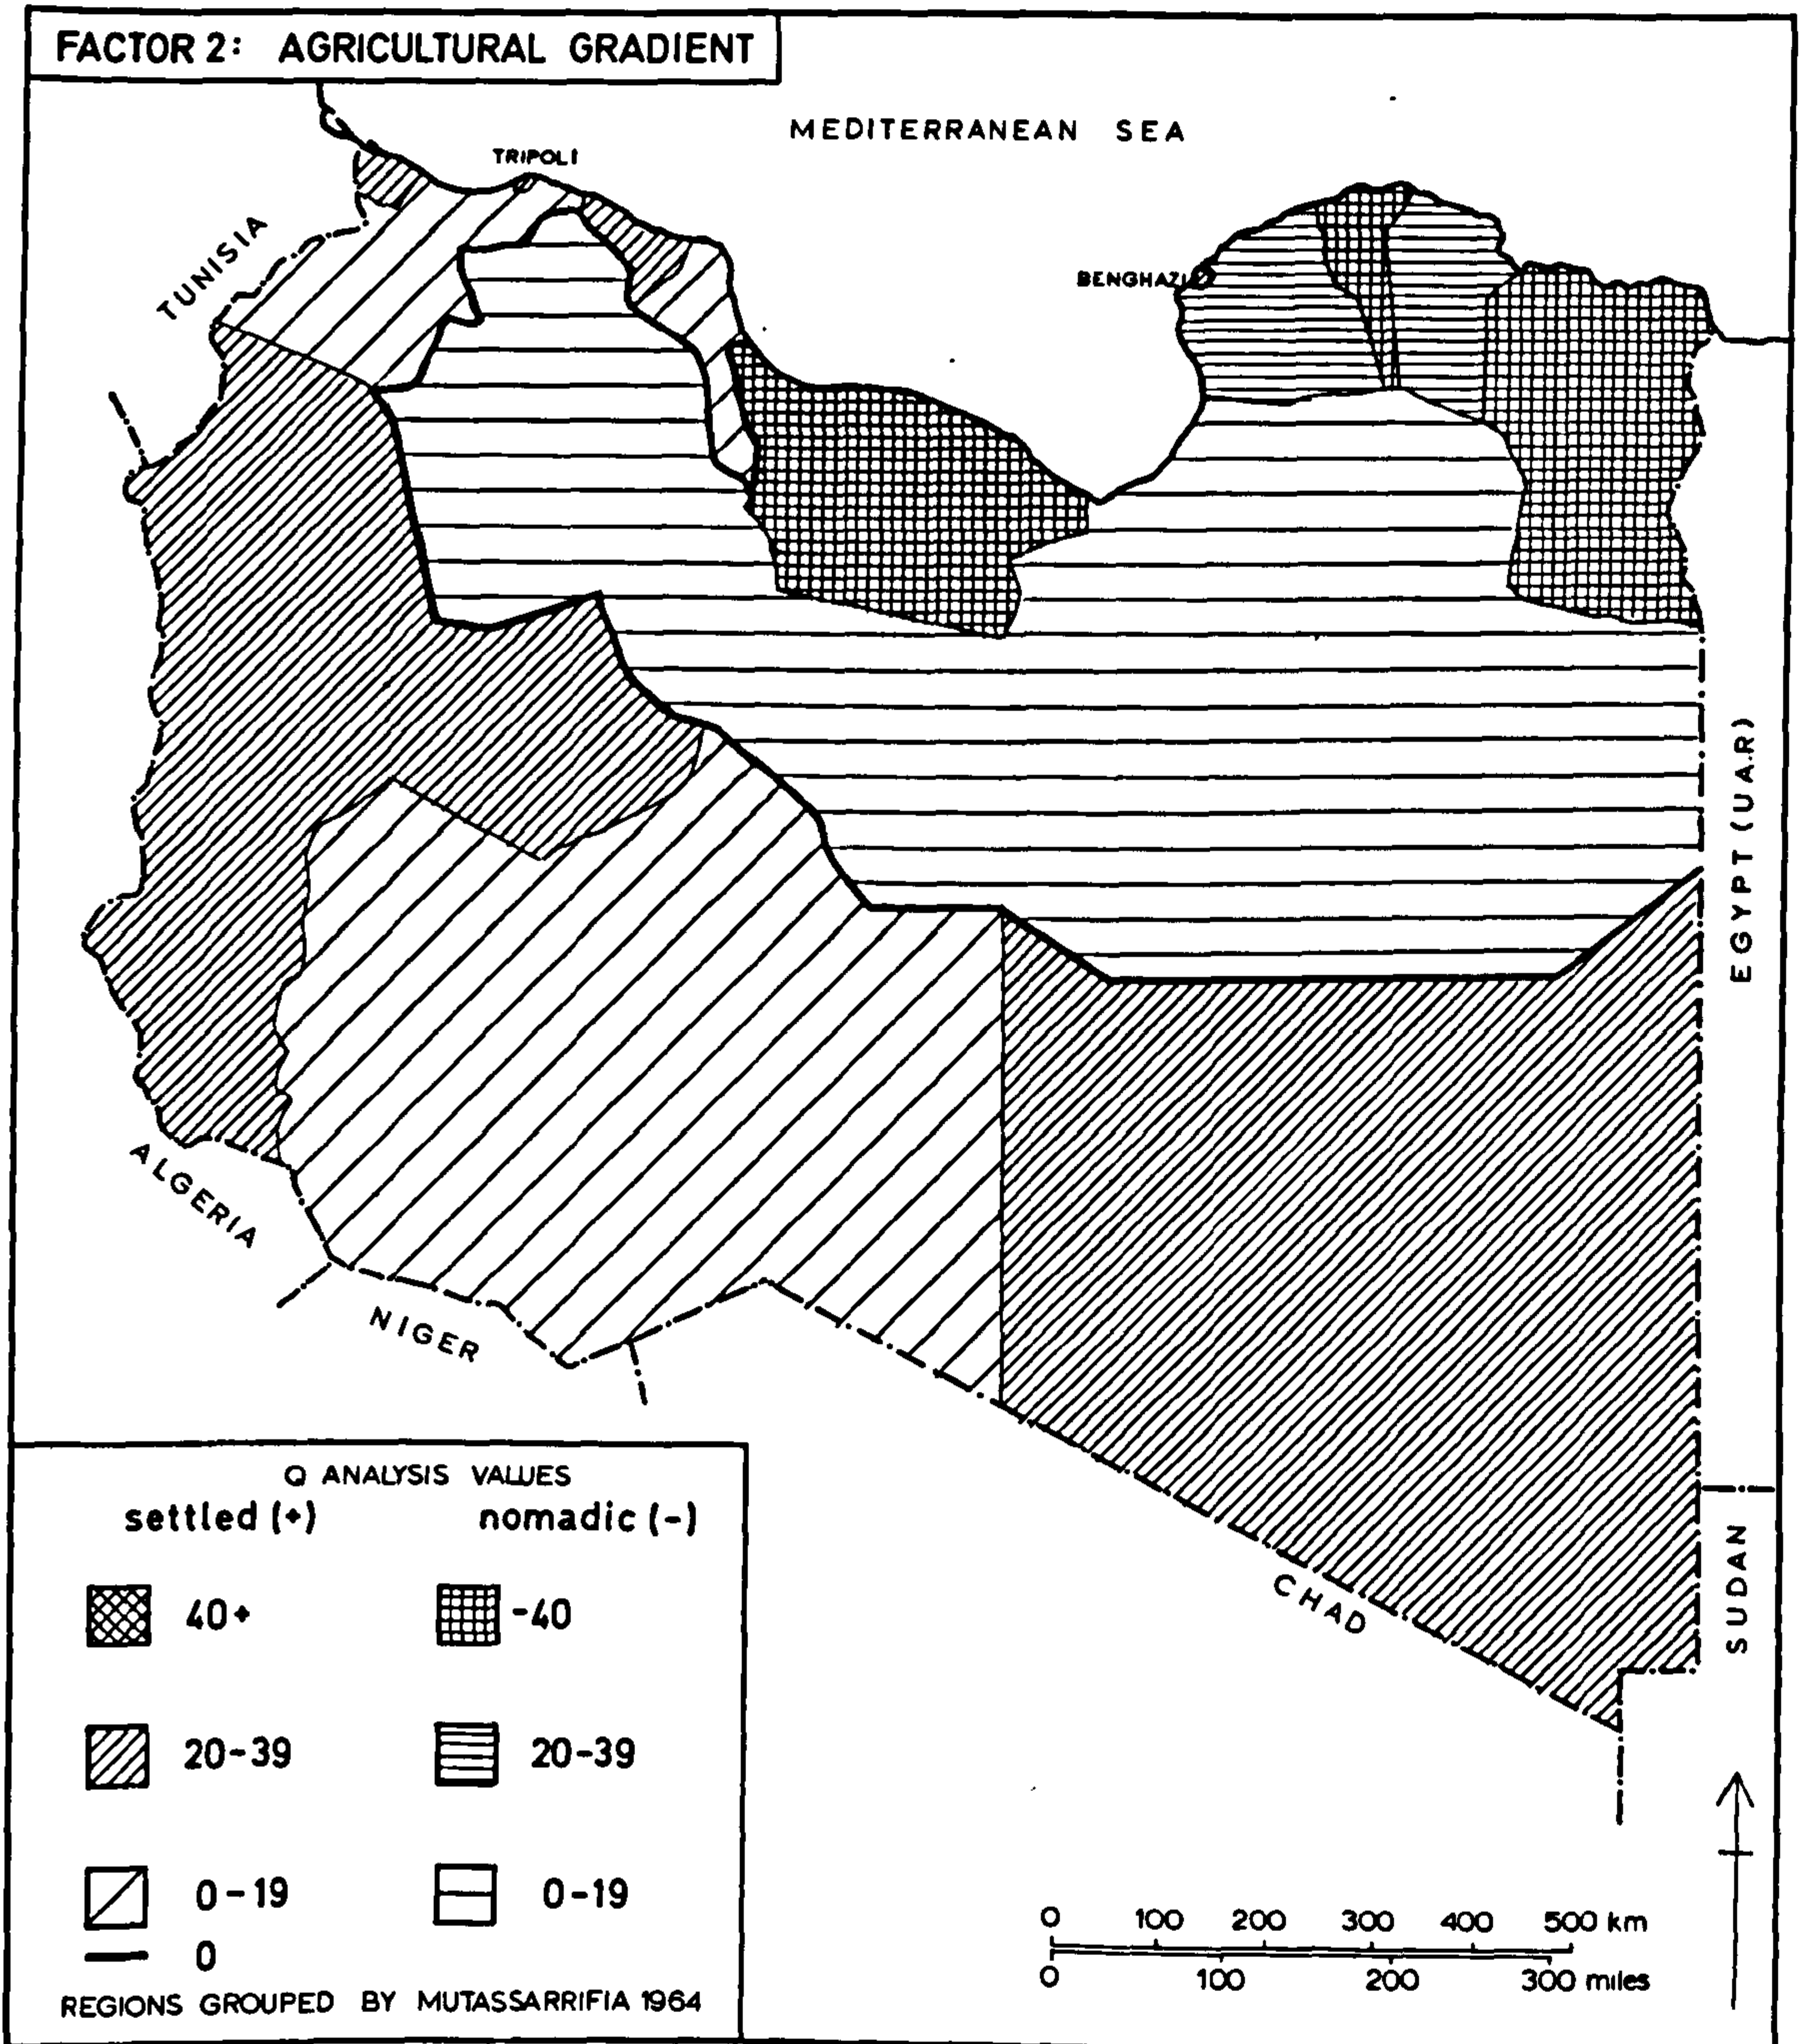 FACTOR 2: AGRICULTURAL GRADIENT
MEDITERRANEAN SEA
TRIPOLI
TUNISIA
BENGHAZI
EGYPT (U.A.R)
ALGERIA
NIGER
CHAD
SUDAN
Q ANALYSIS VALUES
settled (+) nomadic (-)
40+ -40
20-39 20-39
0-19 0-19
0
REGIONS GROUPED BY MUTASSARRIFIA 1964
0 100 200 300 400 500 km
0 100 200 300 miles